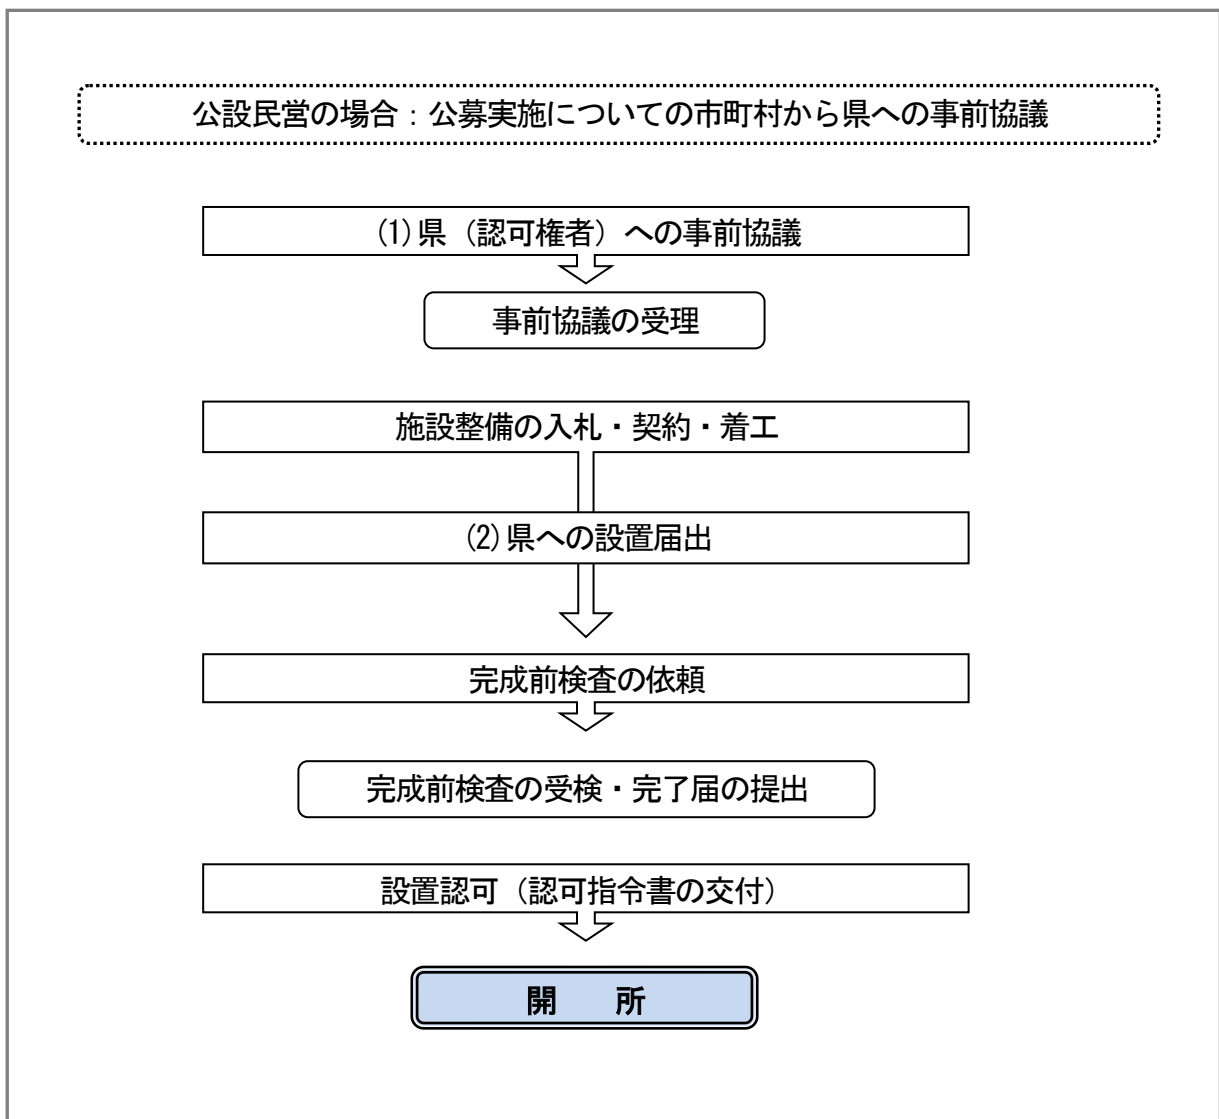 公設民営の場合：公募実施についての市町村から県への事前協議
(1)県（認可権者）への事前協議
事前協議の受理
施設整備の入札・契約・着工
(2)県への設置届出
完成前検査の依頼
完成前検査の受検・完了届の提出
設置認可（認可指令書の交付）
開　所